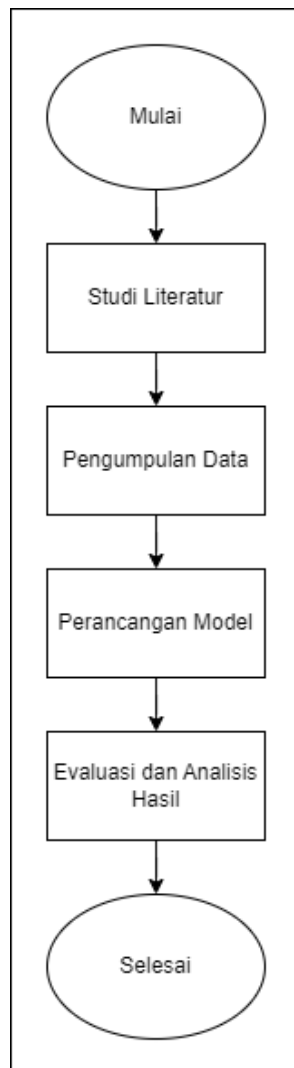 Mulai
Studi Literatur
Pengumpulan Data
Perancangan Model
Evaluasi dan Analisis
Hasil
Selesai